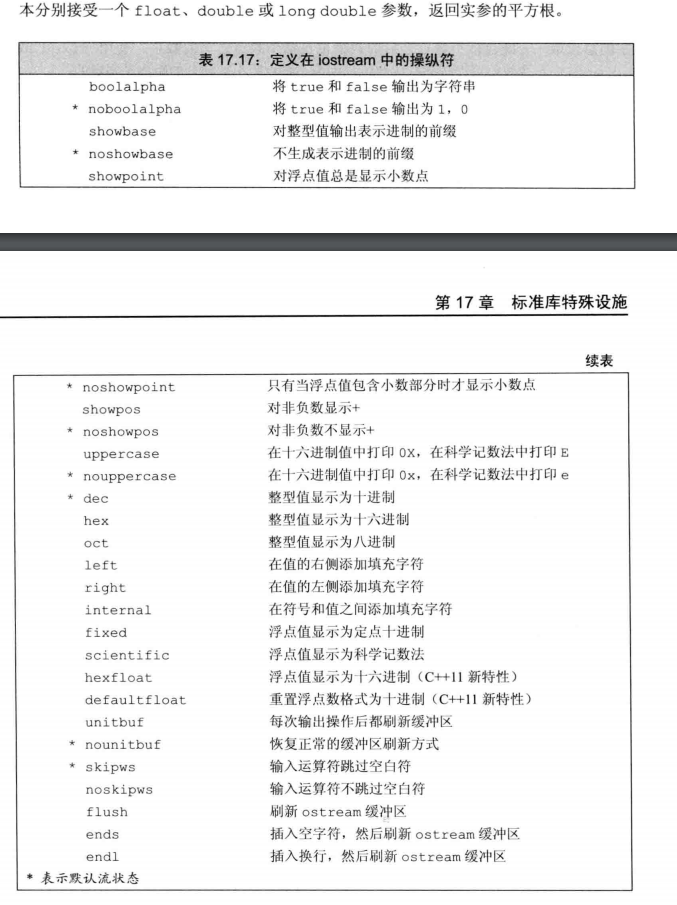 本分别接受一个 float、double 或 long double 参数，返回实参的平方根。
表 17.17：定义在 iostream 中的操纵符
boolalpha 将 true 和 false 输出为字符串
* noboolalpha 将 true 和 false 输出为 1，0
showbase 对整型值输出表示进制的前缀
* noshowbase 不生成表示进制的前缀
showpoint 对浮点值总是显示小数点
第 17 章 标准库特殊设施
续表
* noshowpoint 只有当浮点值包含小数部分时才显示小数点
showpos 对非负数显示+
* noshowpos 对非负数不显示+
uppercase 在十六进制值中打印 0X，在科学记数法中打印 E
* nouppercase 在十六进制值中打印 0x，在科学记数法中打印 e
* dec 整型值显示为十进制
hex 整型值显示为十六进制
oct 整型值显示为八进制
left 在值的右侧添加填充字符
right 在值的左侧添加填充字符
internal 在符号和值之间添加填充字符
fixed 浮点值显示为定点十进制
scientific 浮点值显示为科学记数法
hexfloat 浮点值显示为十六进制（C++11 新特性）
defaultfloat 重置浮点数格式为十进制（C++11 新特性）
unitbuf 每次输出操作后都刷新缓冲区
* nounitbuf 恢复正常的缓冲区刷新方式
* skipws 输入运算符跳过空白符
noskipws 输入运算符不跳过空白符
flush 刷新 ostream 缓冲区
ends 插入空字符，然后刷新 ostream 缓冲区
endl 插入换行，然后刷新 ostream 缓冲区
* 表示默认流状态